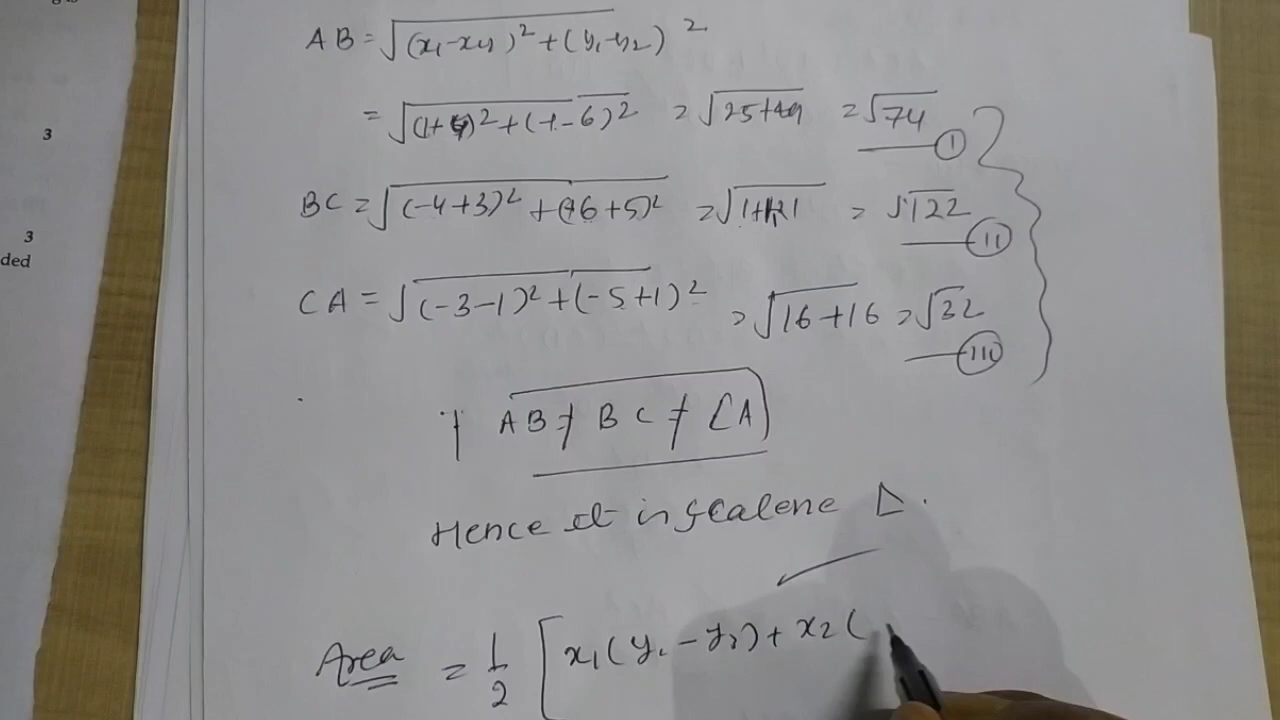 3
3
ded
AB = √(x₁-x₂)² + (y₁-y₂)²
= √(1+4)² + (-1-6)² = √25+49 = √74 — (I)
BC = √(-4+3)² + (+6+5)² = √1+121 = √122 — (II)
CA = √(-3-1)² + (-5+1)² = √16+16 = √32 — (III)
AB ≠ BC ≠ CA
Hence it is scalene Δ.
Area = 1/2 [x₁(y₂-y₃) + x₂(